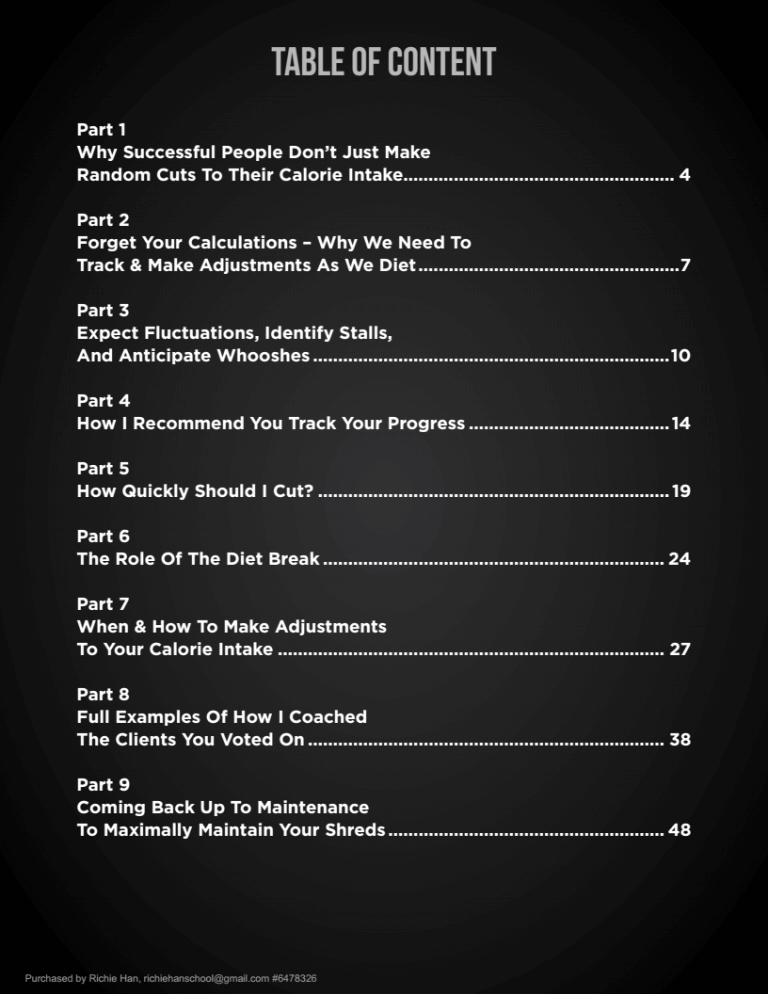 TABLE OF CONTENT
Part 1
Why Successful People Don’t Just Make
Random Cuts To Their Calorie Intake...................................................... 4
Part 2
Forget Your Calculations – Why We Need To
Track & Make Adjustments As We Diet....................................................7
Part 3
Expect Fluctuations, Identify Stalls,
And Anticipate Whooshes.......................................................................10
Part 4
How I Recommend You Track Your Progress ........................................14
Part 5
How Quickly Should I Cut? ......................................................................19
Part 6
The Role Of The Diet Break.................................................................... 24
Part 7
When & How To Make Adjustments
To Your Calorie Intake ............................................................................. 27
Part 8
Full Examples Of How I Coached
The Clients You Voted On....................................................................... 38
Part 9
Coming Back Up To Maintenance
To Maximally Maintain Your Shreds....................................................... 48
Purchased by Richie Han, richiehanschool@gmail.com #6478326